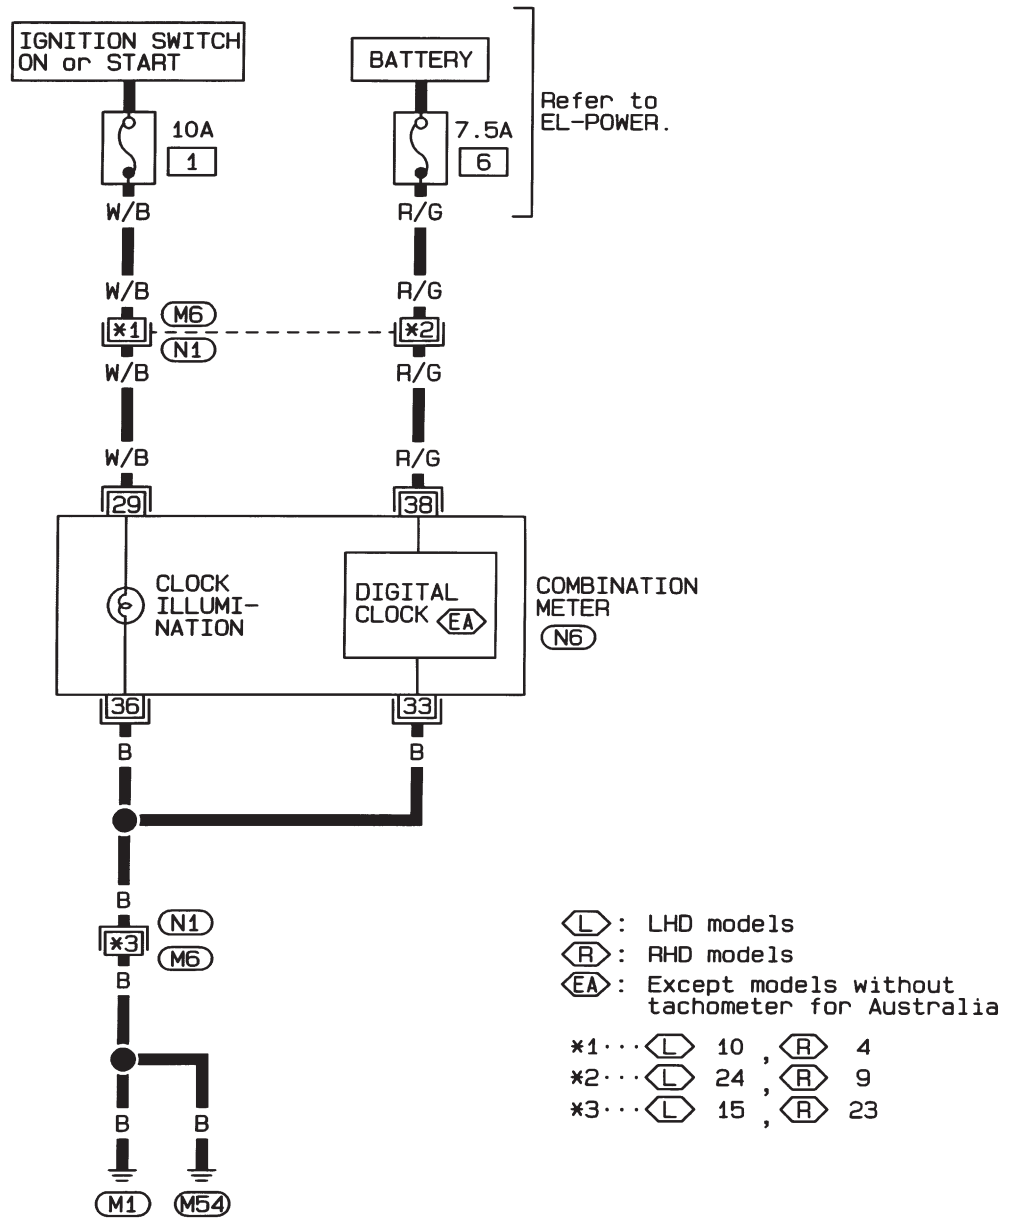 IGNITION SWITCH
ON or START
BATTERY
Refer to
EL-POWER.
10A
1
7.5A
6
W/B
R/G
W/B
R/G
*1
M6
N1
*2
W/B
R/G
W/B
R/G
29
38
CLOCK
ILLUMI-
NATION
DIGITAL
CLOCK EA
COMBINATION
METER
N6
36
33
B
B
B
*3
N1
M6
B
B
B
M1
M54
L : LHD models
R : RHD models
EA : Except models without
tachometer for Australia
*1··· L 10 , R 4
*2··· L 24 , R 9
*3··· L 15 , R 23